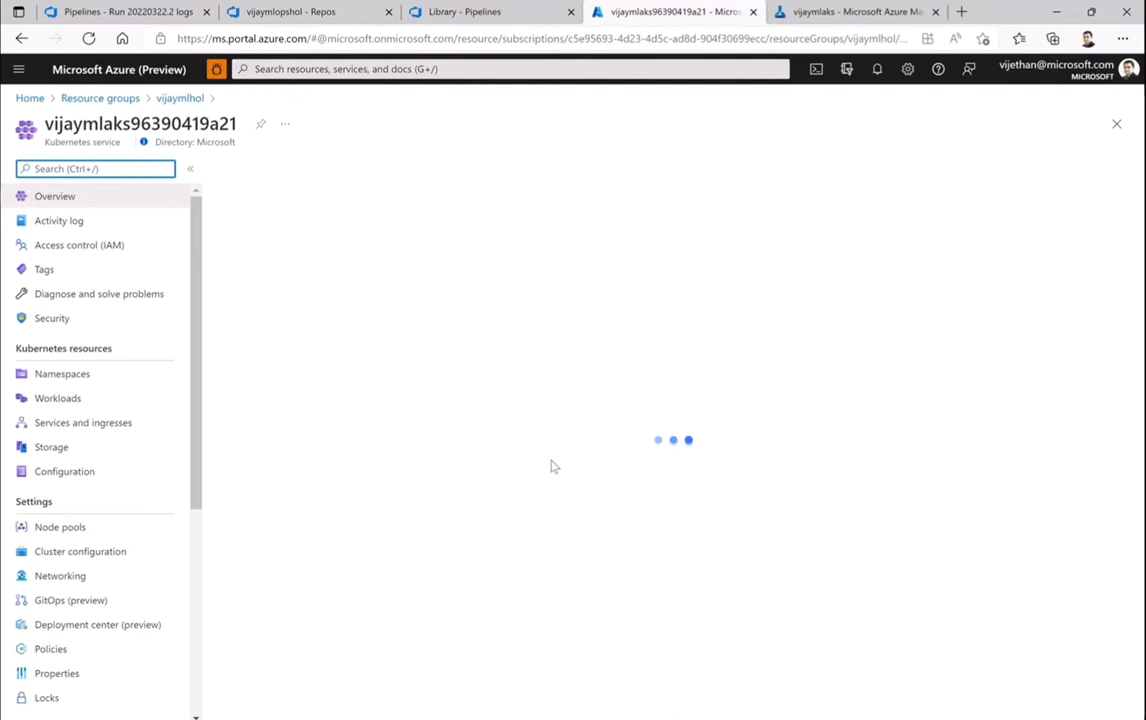 Pipelines - Run 20220322.2 logs
vijaymlopshol - Repos
Library - Pipelines
vijaymlaks96390419a21 - Micros
vijaymlaks - Microsoft Azure Ma
https://ms.portal.azure.com/#@microsoft.onmicrosoft.com/resource/subscriptions/c5e95693-4d23-4d5c-ad8d-904f30699ecc/resourceGroups/vijaymlhol/...
Microsoft Azure (Preview)
Search resources, services, and docs (G+/)
vijethan@microsoft.com
MICROSOFT
Home > Resource groups > vijaymlhol >
vijaymlaks96390419a21
Kubernetes service
Directory: Microsoft
Search (Ctrl+/)
Overview
Activity log
Access control (IAM)
Tags
Diagnose and solve problems
Security
Kubernetes resources
Namespaces
Workloads
Services and ingresses
Storage
Configuration
Settings
Node pools
Cluster configuration
Networking
GitOps (preview)
Deployment center (preview)
Policies
Properties
Locks